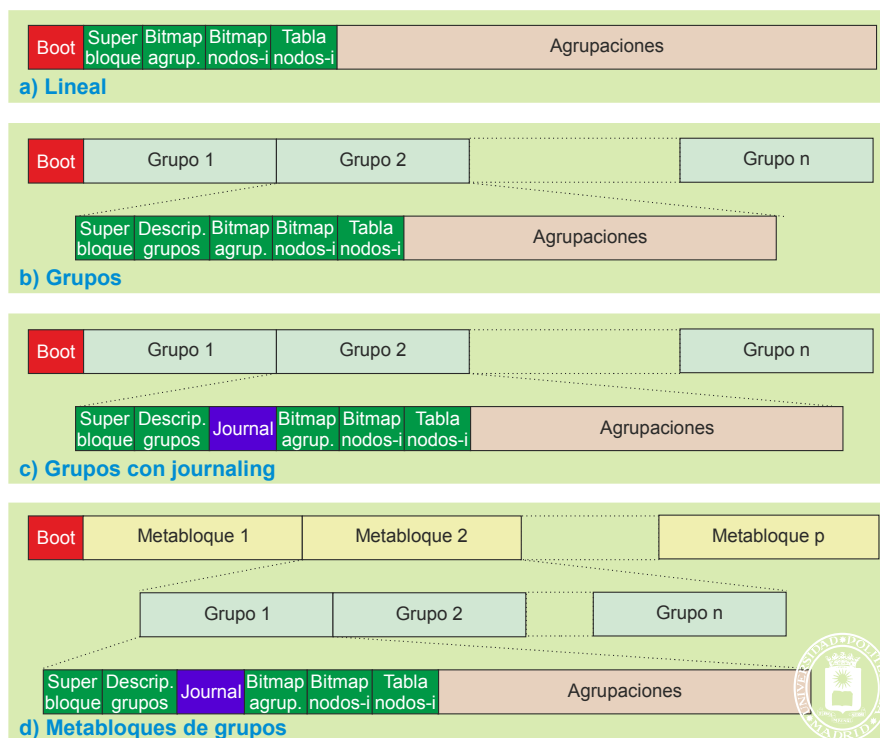 Boot
Super
bloque
Bitmap
agrup.
Bitmap
nodos-i
Tabla
nodos-i
Agrupaciones
a) Lineal
Boot
Grupo 1
Grupo 2
Grupo n
Super
bloque
Descrip.
grupos
Bitmap
agrup.
Bitmap
nodos-i
Tabla
nodos-i
Agrupaciones
b) Grupos
Boot
Grupo 1
Grupo 2
Grupo n
Super
bloque
Descrip.
grupos
Journal
Bitmap
agrup.
Bitmap
nodos-i
Tabla
nodos-i
Agrupaciones
c) Grupos con journaling
Boot
Metabloque 1
Metabloque 2
Metabloque p
Grupo 1
Grupo 2
Grupo n
Super
bloque
Descrip.
grupos
Journal
Bitmap
agrup.
Bitmap
nodos-i
Tabla
nodos-i
Agrupaciones
d) Metabloques de grupos
MADRID